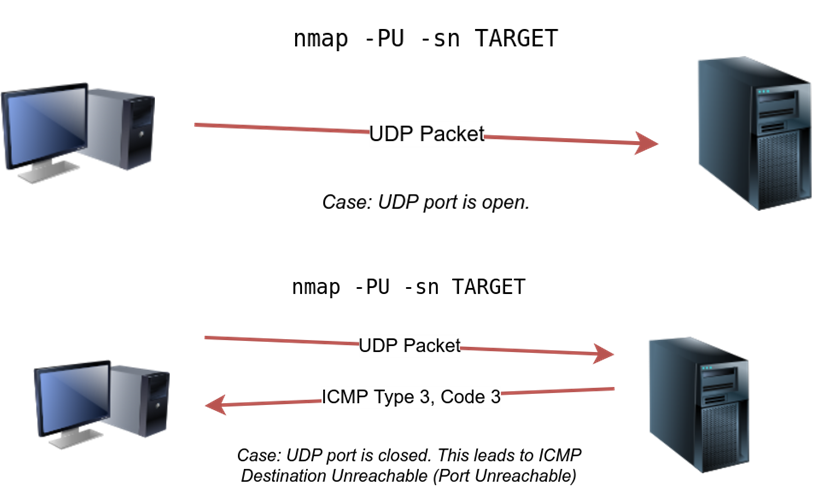 nmap -PU -sn TARGET
UDP Packet
Case: UDP port is open.
nmap -PU -sn TARGET
UDP Packet
ICMP Type 3, Code 3
Case: UDP port is closed. This leads to ICMP
Destination Unreachable (Port Unreachable)